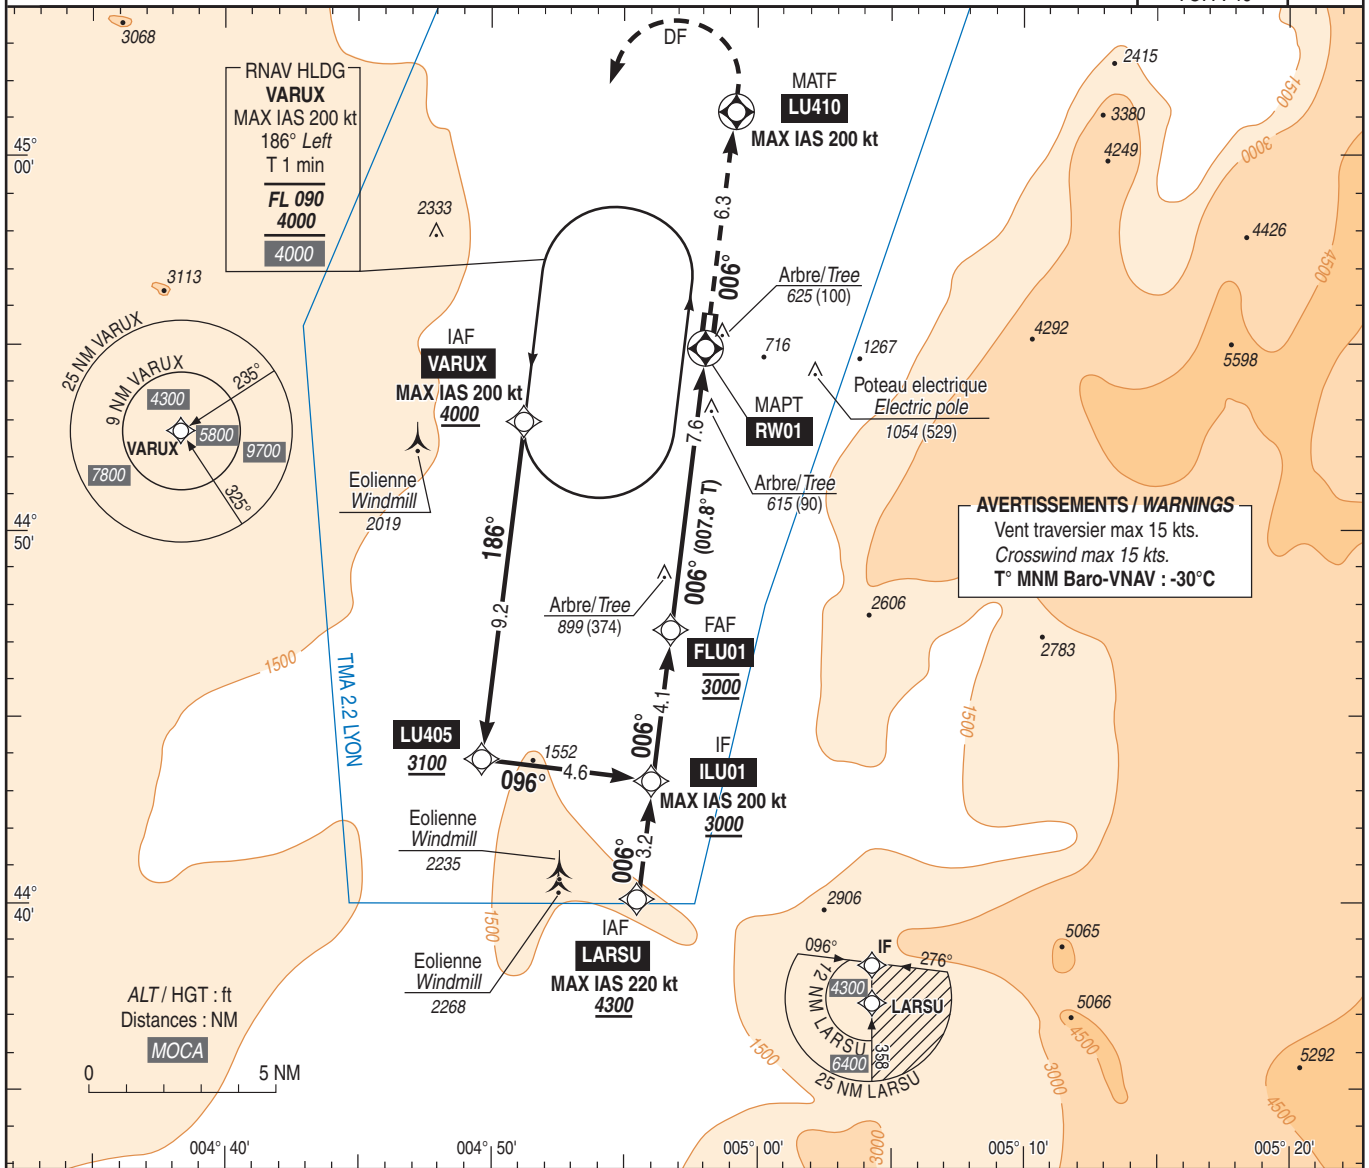 3068
RNAV HLDG
VARUX
MAX IAS 200 kt
186° Left
T 1 min
FL 090
4000
4000
DF
MATF
LU410
MAX IAS 200 kt
2415
1500
3380
4249
3000
4426
4500
45°
00'
2333
6.3
006°
3113
Arbre/Tree
625 (100)
4292
5598
716
1267
25 NM VARUX
9 NM VARUX
235°
4300
5800
VARUX
9700
7800
325°
IAF
VARUX
MAX IAS 200 kt
4000
Poteau electrique
Electric pole
1054 (529)
MAPT
RW01
7.6
Eolienne
Windmill
2019
Arbre/Tree
615 (90)
AVERTISSEMENTS / WARNINGS
Vent traversier max 15 kts.
Crosswind max 15 kts.
T° MNM Baro-VNAV : -30°C
44°
50'
186°
9.2
006° (007.8° T)
Arbre/Tree
899 (374)
2606
2783
FAF
FLU01
3000
1500
TMA 2.2 LYON
4.1
006°
1500
LU405
3100
1552
096°
4.6
IF
ILU01
MAX IAS 200 kt
3000
Eolienne
Windmill
2235
006°
3.2
44°
40'
1500
IAF
LARSU
MAX IAS 220 kt
4300
Eolienne
Windmill
2268
2906
5065
096°
IF
276°
4300
LARSU
12 NM LARSU
6400
358
25 NM LARSU
5066
4500
1500
3000
5292
4500
3000
ALT / HGT : ft
Distances : NM
MOCA
0
5 NM
004° 40'
004° 50'
005° 00'
005° 10'
005° 20'